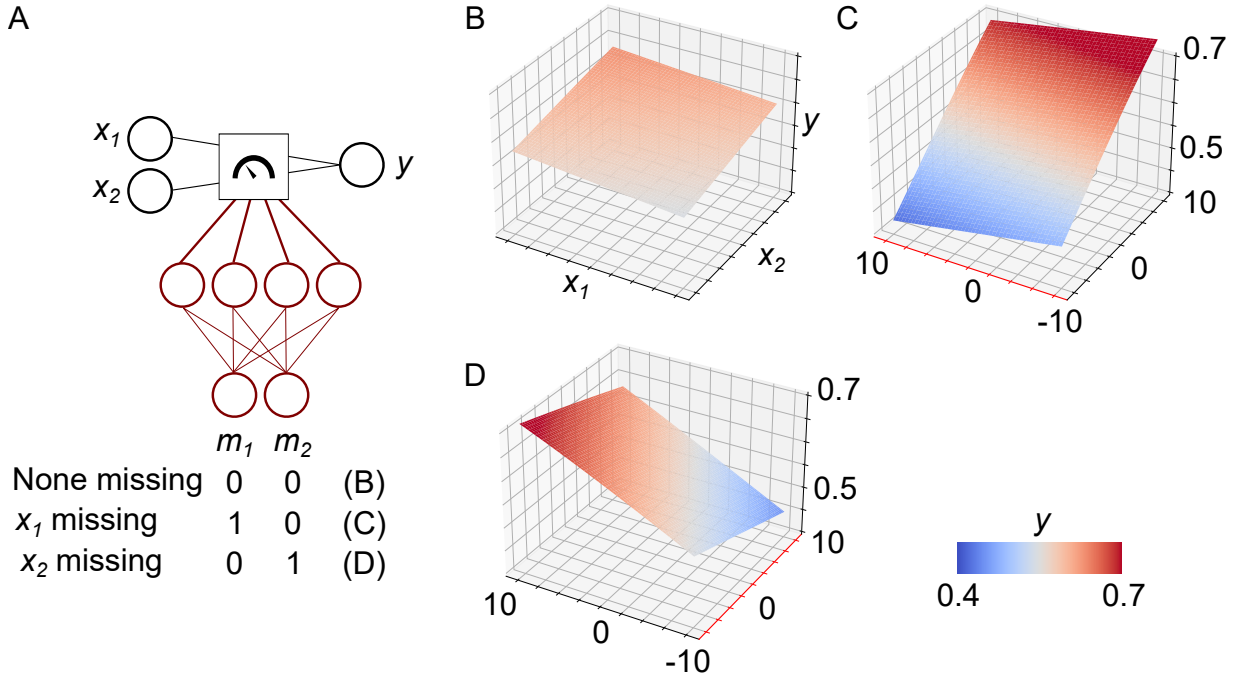 A
x1
x2
y
m1 m2
None missing 0 0 (B)
x1 missing 1 0 (C)
x2 missing 0 1 (D)
B
y
x2
x1
C
0.7
0.5
10
0
-10
10
0
D
0.7
0.5
10
0
-10
10
0
y
0.4 0.7